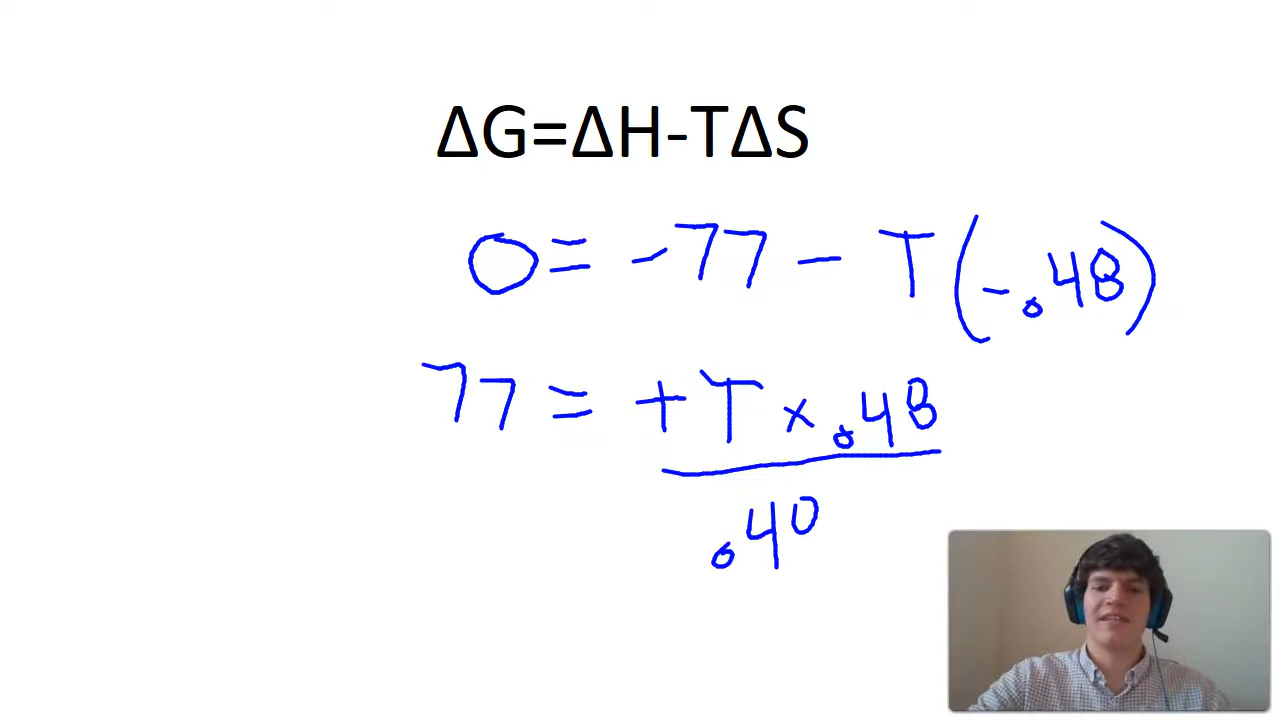 ΔG=ΔH-TΔS
0 = -77 - T(-.48)
77 = +T × .48
.40